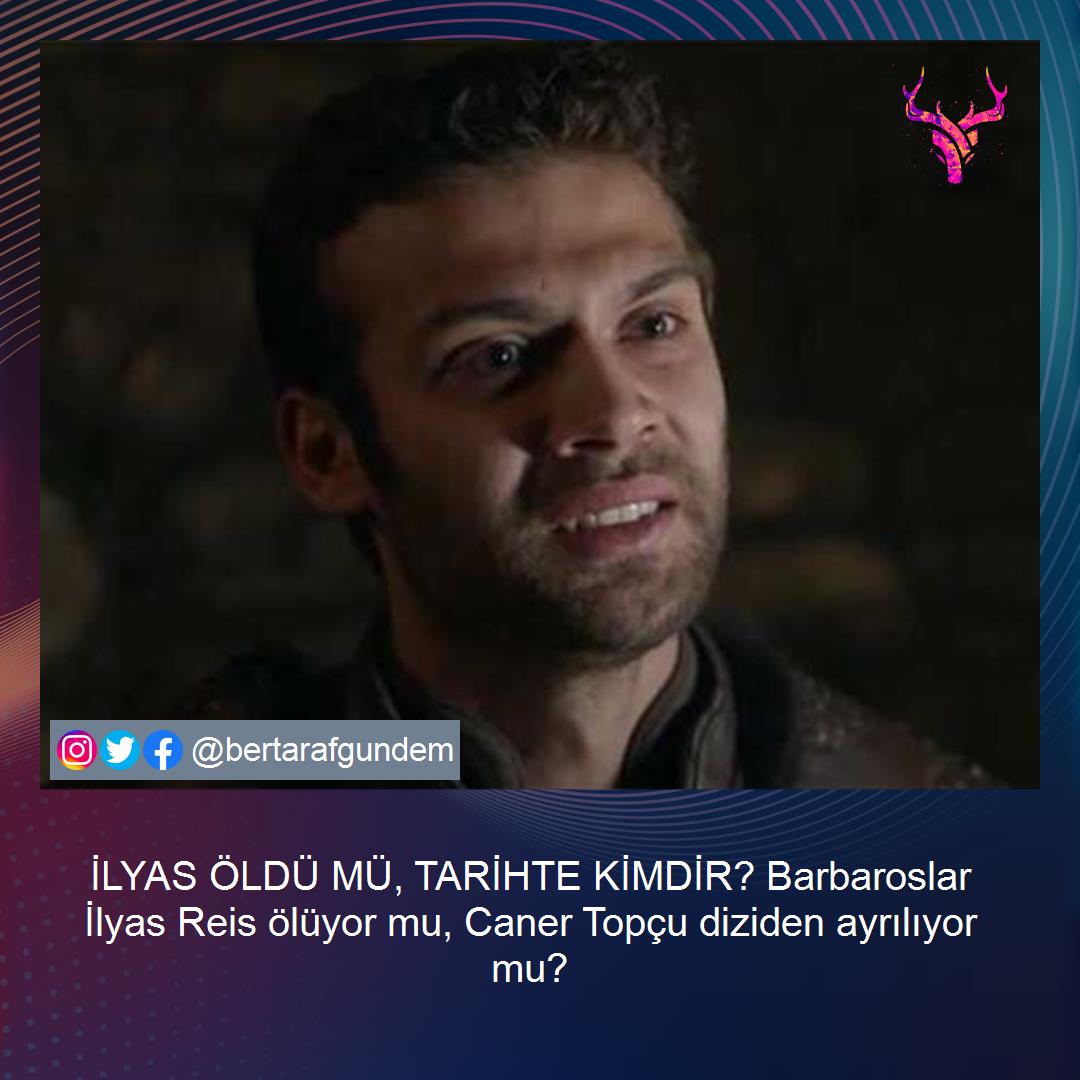 @bertarafgundem
İLYAS ÖLDÜ MÜ, TARİHTE KİMDİR? Barbaroslar
İlyas Reis ölüyor mu, Caner Topçu diziden ayrılıyor
mu?